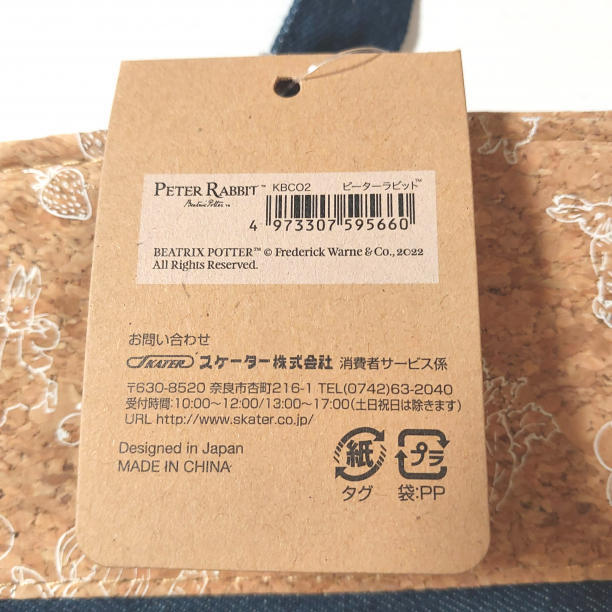 PETER RABBIT™ KBCO2 ピーターラビット™
Beatrix Potter ™
4 973307 595660
BEATRIX POTTER™ © Frederick Warne & Co., 2022
All Rights Reserved.
お問い合わせ
SKATER スケーター株式会社 消費者サービス係
〒630-8520 奈良市杏町216-1 TEL(0742)63-2040
受付時間:10:00〜12:00/13:00〜17:00(土日祝日は除きます)
URL http://www.skater.co.jp/
Designed in Japan
MADE IN CHINA
紙 プラ
タグ 袋:PP